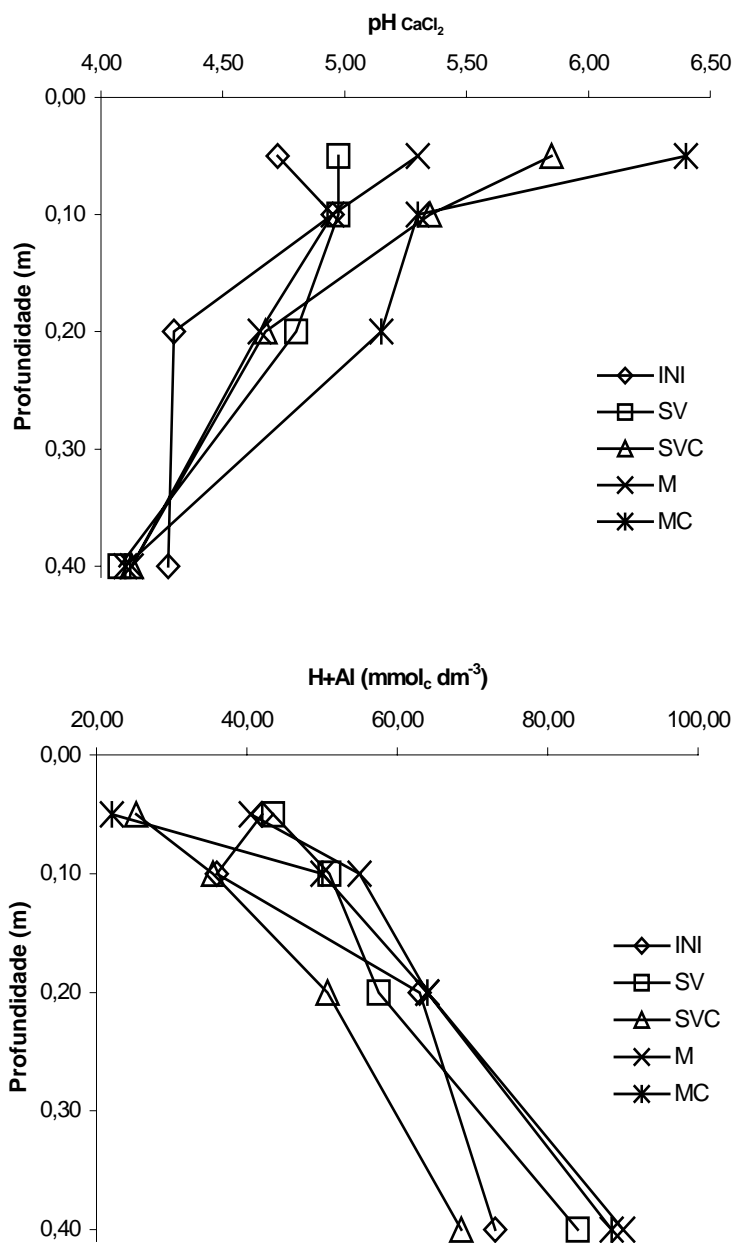 pH CaCl₂
4,00 4,50 5,00 5,50 6,00 6,50
0,00
0,10
0,20
0,30
0,40
Profundidade (m)
INI
SV
SVC
M
MC
H+Al (mmolc dm⁻³)
20,00 40,00 60,00 80,00 100,00
0,00
0,10
0,20
0,30
0,40
Profundidade (m)
INI
SV
SVC
M
MC